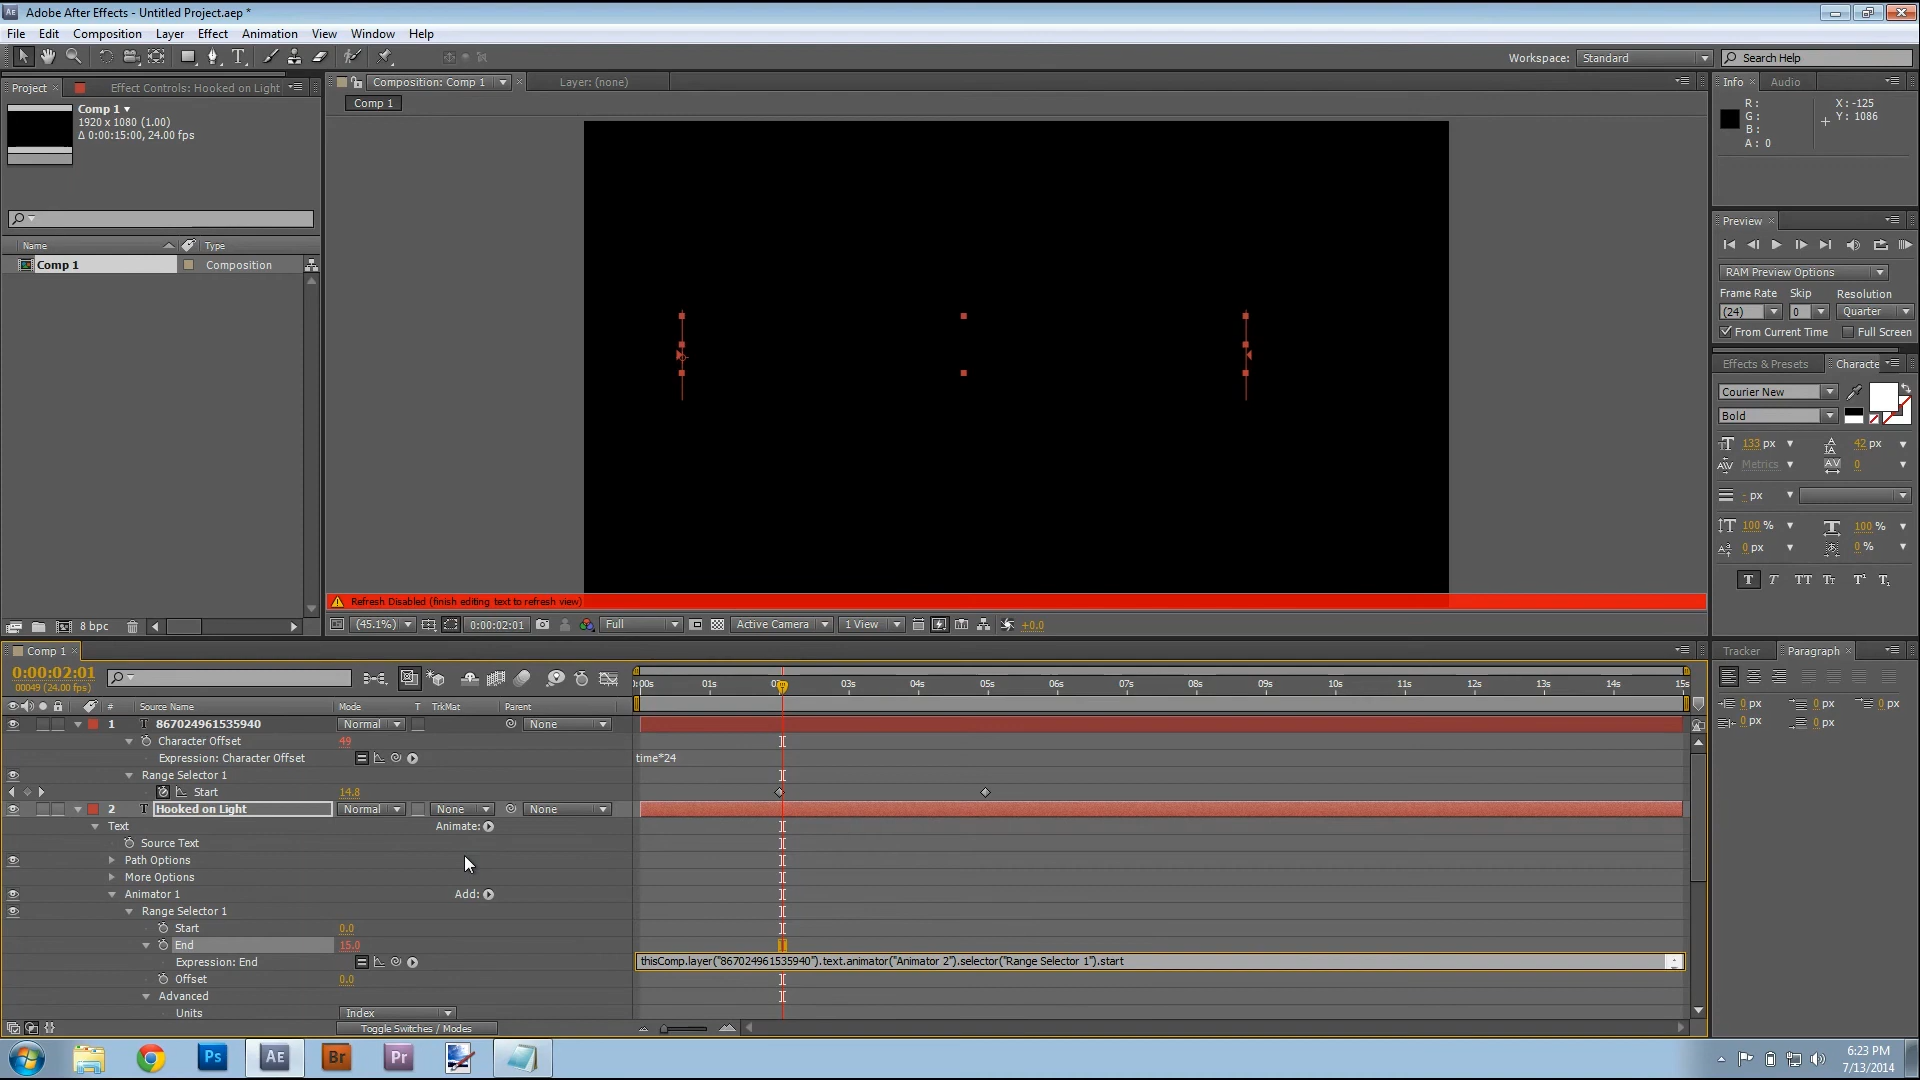 AE Adobe After Effects - Untitled Project.aep *
File Edit Composition Layer Effect Animation View Window Help
Workspace: Standard Search Help
Project Effect Controls: Hooked on Light Composition: Comp 1 Layer: (none) Info Audio
Comp 1
1920 x 1080 (1.00)
Δ 0:00:15:00, 24.00 fps
Comp 1
R: X: -125
G: Y: 1086
B:
A: 0
Name Type
Comp 1 Composition
Preview
RAM Preview Options
Frame Rate Skip Resolution
(24) 0 Quarter
From Current Time Full Screen
Effects & Presets Characte
Courier New
Bold
133 px 42 px
Metrics 0
- px
100 % 100 %
0 px 0 %
T T TT Tт T¹ T₁
Refresh Disabled (finish editing text to refresh view)
8 bpc (45.1%) 0:00:02:01 Full Active Camera 1 View +0.0
Comp 1 Tracker Paragraph
0:00:02:01
00049 (24.00 fps)
0 px 0 px 0 px
0 px 0 px
):00s 01s 02s 03s 04s 05s 06s 07s 08s 09s 10s 11s 12s 13s 14s 15s
# Source Name Mode T TrkMat Parent
1 T 867024961535940 Normal None
Character Offset 49
Expression: Character Offset time*24
Range Selector 1
Start 14.8
2 T Hooked on Light Normal None None
Text Animate:
Source Text
Path Options
More Options
Animator 1 Add:
Range Selector 1
Start 0.0
End 15.0
Expression: End thisComp.layer("867024961535940").text.animator("Animator 2").selector("Range Selector 1").start
Offset 0.0
Advanced
Units Index
Toggle Switches / Modes
Ps AE Br Pr
6:23 PM
7/13/2014